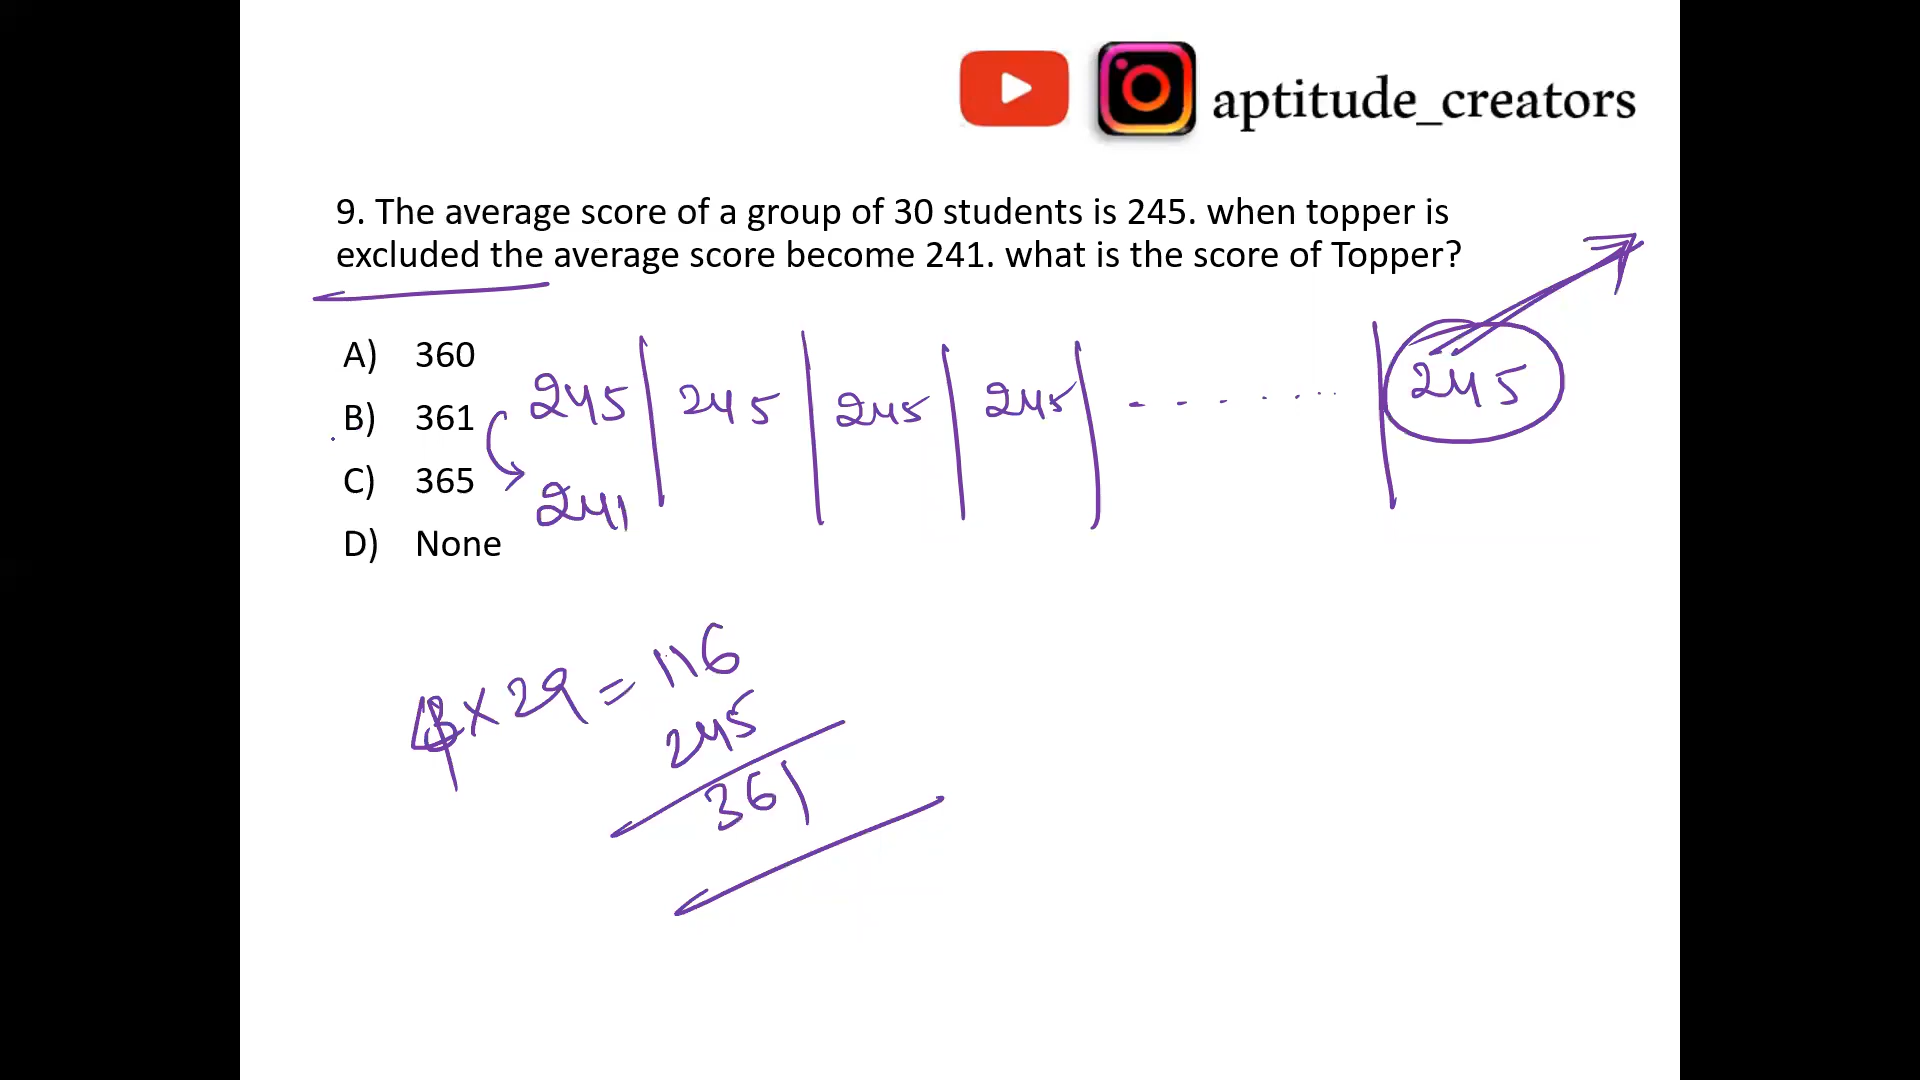 aptitude_creators
9. The average score of a group of 30 students is 245. when topper is
excluded the average score become 241. what is the score of Topper?
A) 360
B) 361
C) 365
D) None
245 | 245 | 245 | 245 | - - - . . . | 245
241
4 x 29 = 116
245
361